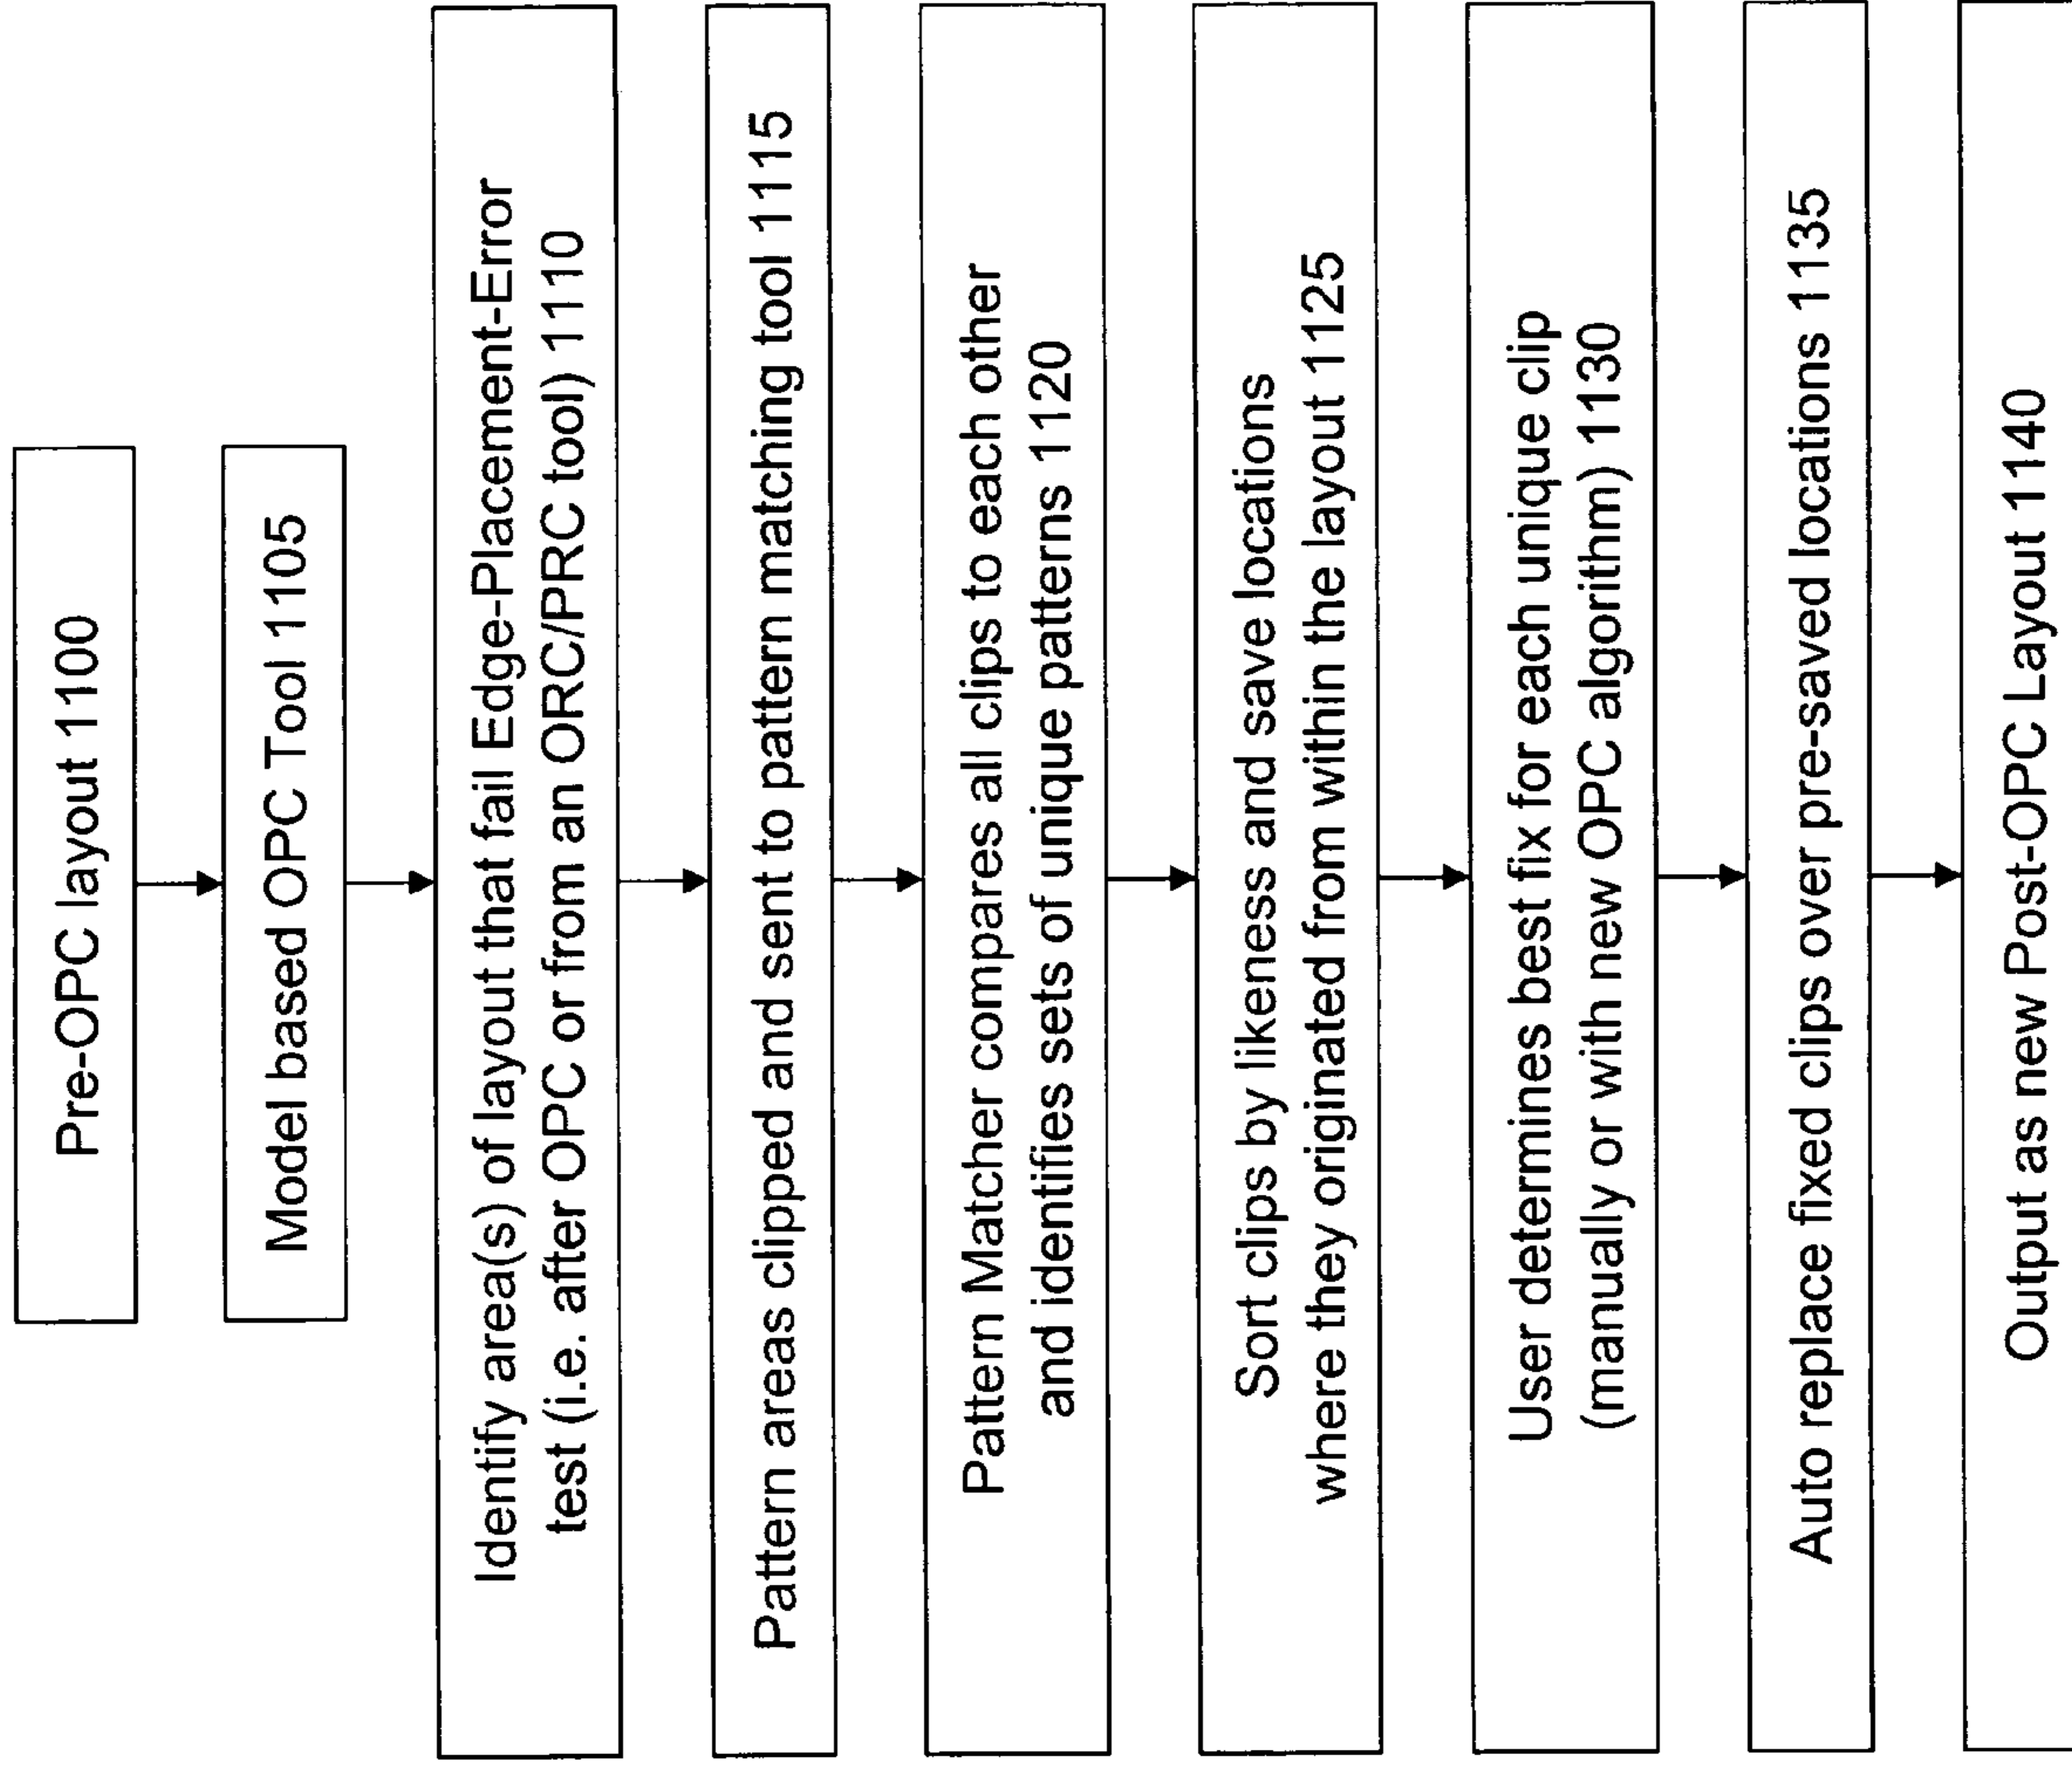 Pre-OPC layout 1100
Model based OPC Tool 1105
Identify area(s) of layout that fail Edge-Placement-Error
test (i.e. after OPC or from an ORC/PRC tool) 1110
Pattern areas clipped and sent to pattern matching tool 1115
Pattern Matcher compares all clips to each other
and identifies sets of unique patterns 1120
Sort clips by likeness and save locations
where they originated from within the layout 1125
User determines best fix for each unique clip
(manually or with new OPC algorithm) 1130
Auto replace fixed clips over pre-saved locations 1135
Output as new Post-OPC Layout 1140